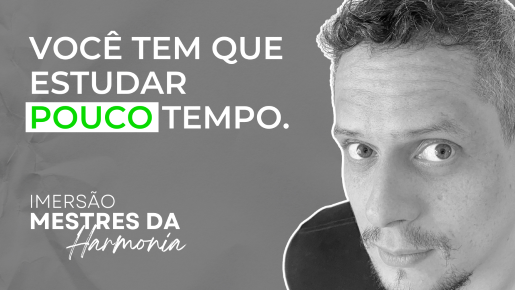 VOCÊ TEM QUE
ESTUDAR
POUCO TEMPO.
IMERSÃO
MESTRES DA
Harmonia